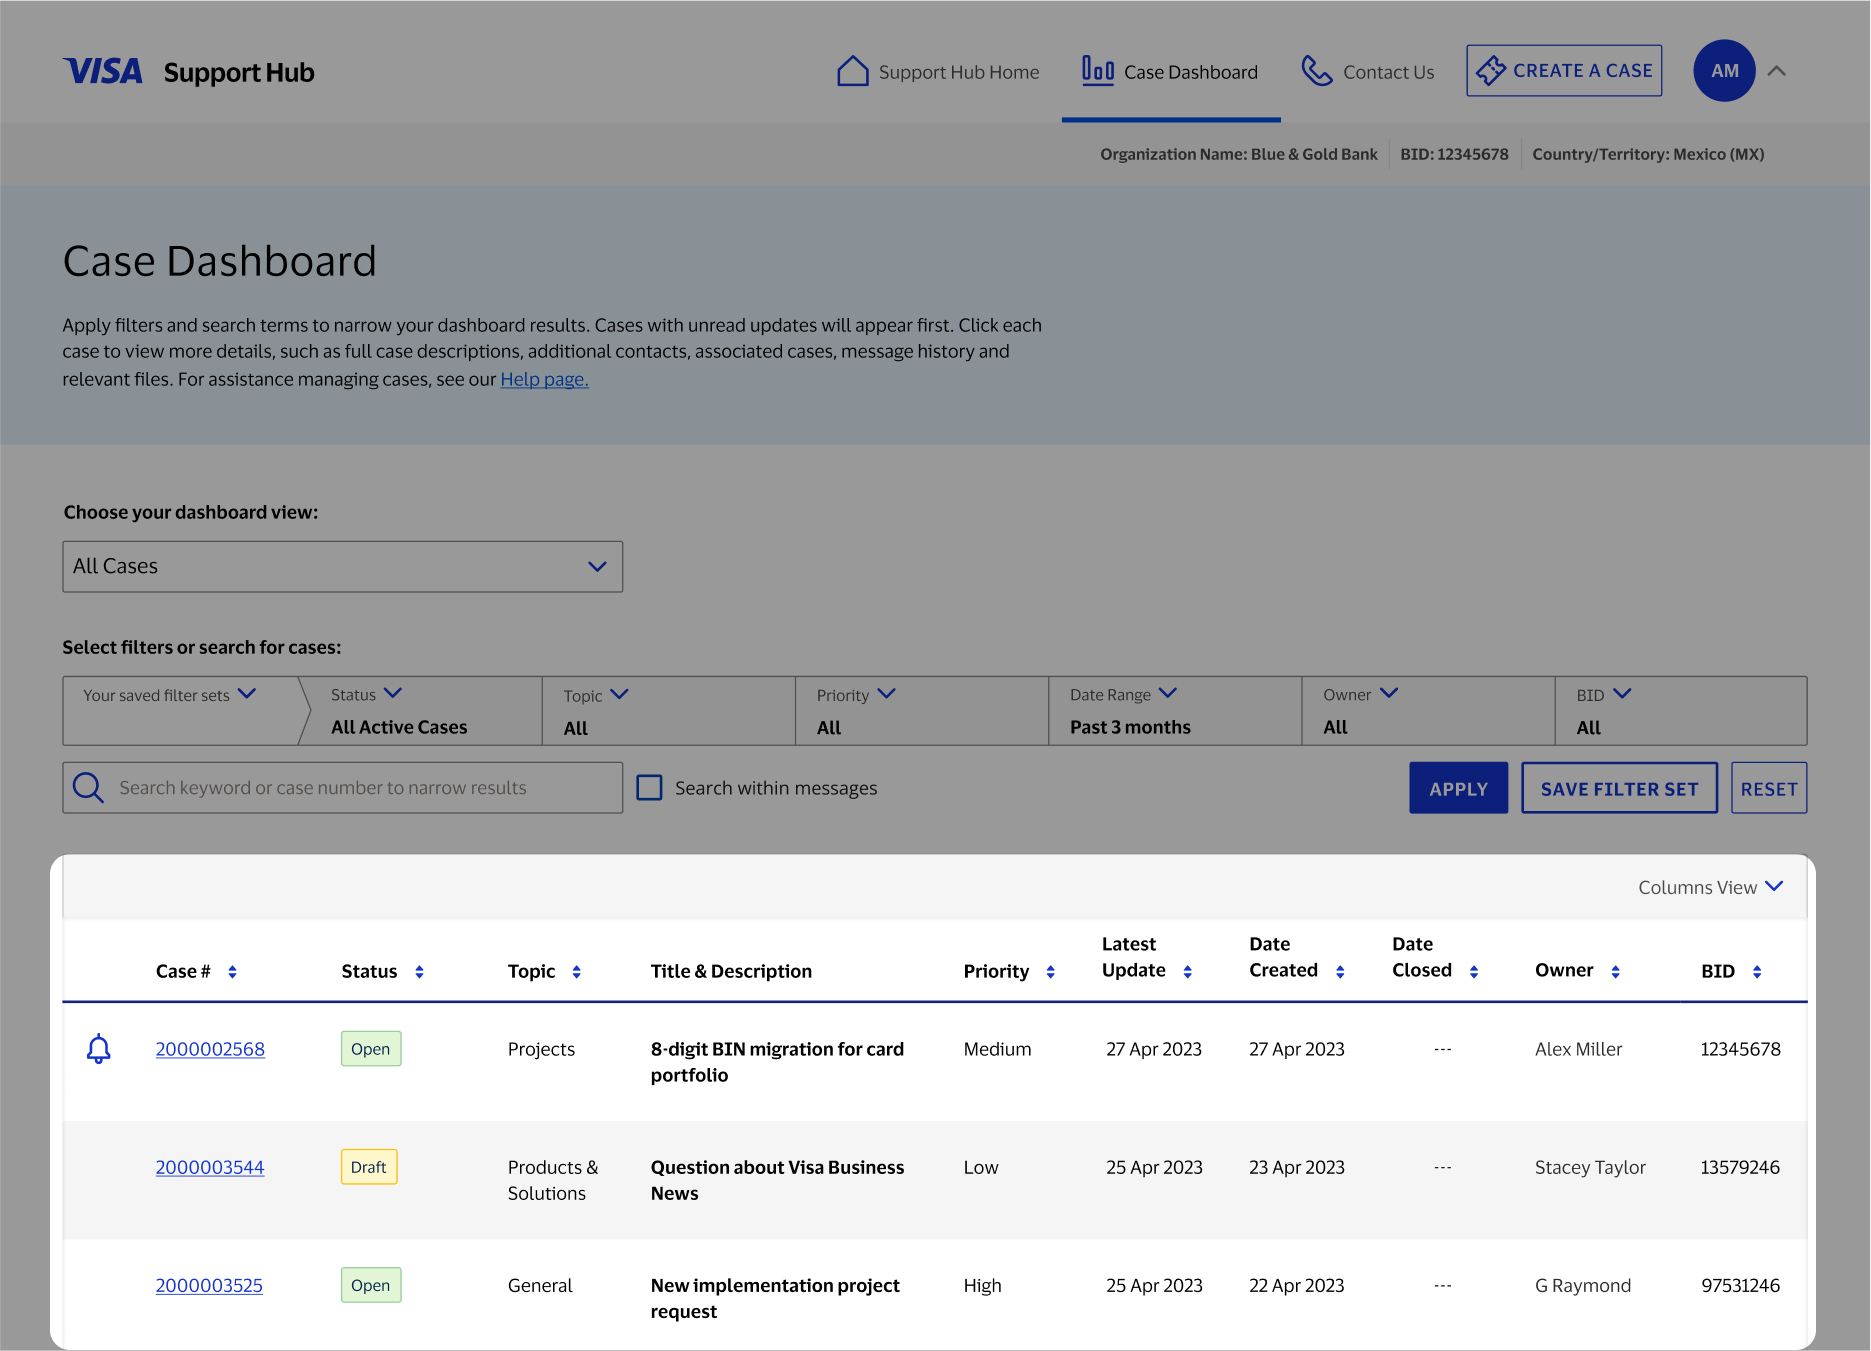 VISA Support Hub
Support Hub Home
Case Dashboard
Contact Us
CREATE A CASE
AM
Organization Name: Blue & Gold Bank
BID: 12345678
Country/Territory: Mexico (MX)
Case Dashboard
Apply filters and search terms to narrow your dashboard results. Cases with unread updates will appear first. Click each
case to view more details, such as full case descriptions, additional contacts, associated cases, message history and
relevant files. For assistance managing cases, see our Help page.
Choose your dashboard view:
All Cases
Select filters or search for cases:
Your saved filter sets
Status
All Active Cases
Topic
All
Priority
All
Date Range
Past 3 months
Owner
All
BID
All
Search keyword or case number to narrow results
Search within messages
APPLY
SAVE FILTER SET
RESET
Columns View
Case #
Status
Topic
Title & Description
Priority
Latest
Update
Date
Created
Date
Closed
Owner
BID
2000002568
Open
Projects
8-digit BIN migration for card
portfolio
Medium
27 Apr 2023
27 Apr 2023
---
Alex Miller
12345678
2000003544
Draft
Products &
Solutions
Question about Visa Business
News
Low
25 Apr 2023
23 Apr 2023
---
Stacey Taylor
13579246
2000003525
Open
General
New implementation project
request
High
25 Apr 2023
22 Apr 2023
---
G Raymond
97531246